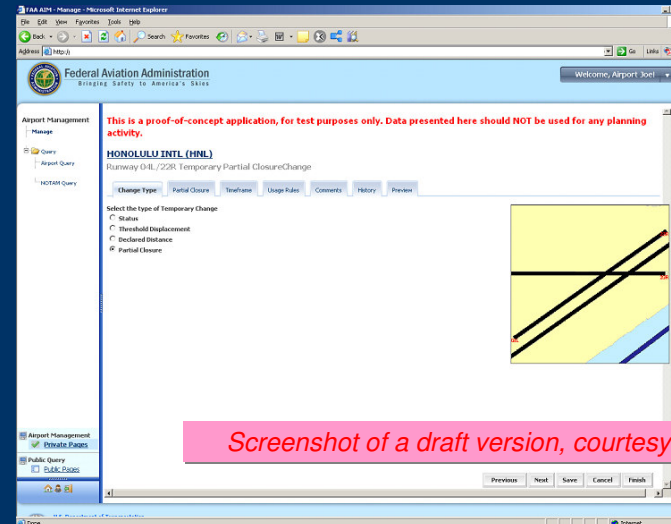 FAA AIM - Manage - Microsoft Internet Explorer
File Edit View Favorites Tools Help
Back Search Favorites
Address http:// Go Links
Federal Aviation Administration
Bringing Safety to America's Skies
Welcome, Airport Joe!
Airport Management
Manage
Query
Airport Query
NOTAM Query
This is a proof-of-concept application, for test purposes only. Data presented here should NOT be used for any planning
activity.
HONOLULU INTL (HNL)
Runway 04L/22R Temporary Partial ClosureChange
Change Type Partial Closure Timeframe Usage Rules Comments History Preview
Select the type of Temporary Change
Status
Threshold Displacement
Declared Distance
Partial Closure
Airport Management
Private Pages
Public Query
Public Pages
Screenshot of a draft version, courtesy
Previous Next Save Cancel Finish
U.S. Department of Transportation
Done Internet